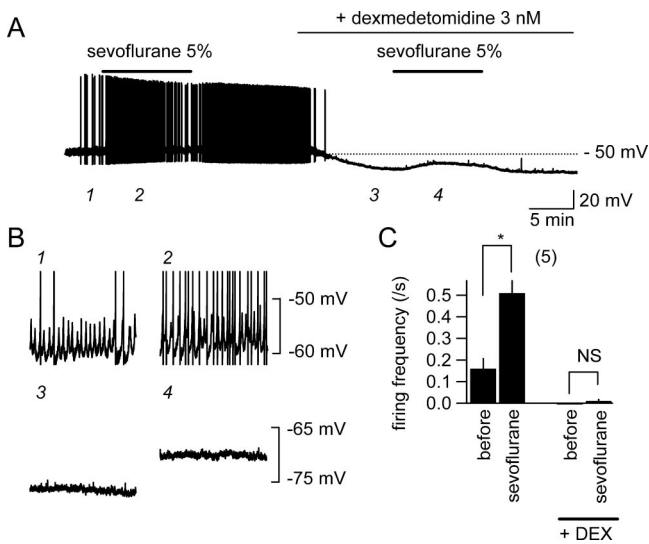 A
+ dexmedetomidine 3 nM
sevoflurane 5%
sevoflurane 5%
- 50 mV
1
2
3
4
20 mV
5 min
B
1
2
-50 mV
-60 mV
3
4
-65 mV
-75 mV
C
*
(5)
NS
firing frequency (/s)
0.5
0.4
0.3
0.2
0.1
0.0
before
sevoflurane
before
sevoflurane
+ DEX